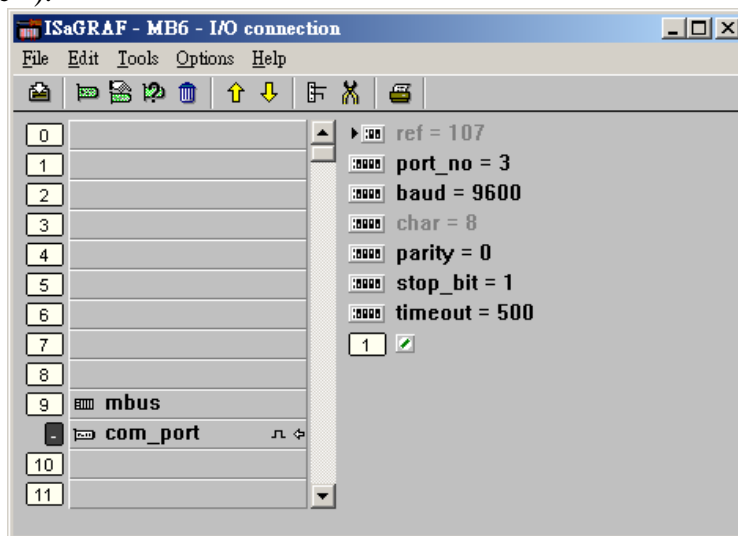 ISaGRAF - MB6 - I/O connection
File Edit Tools Options Help
0
1
2
3
4
5
6
7
8
9 mbus
- com_port
10
11
ref = 107
port_no = 3
baud = 9600
char = 8
parity = 0
stop_bit = 1
timeout = 500
1